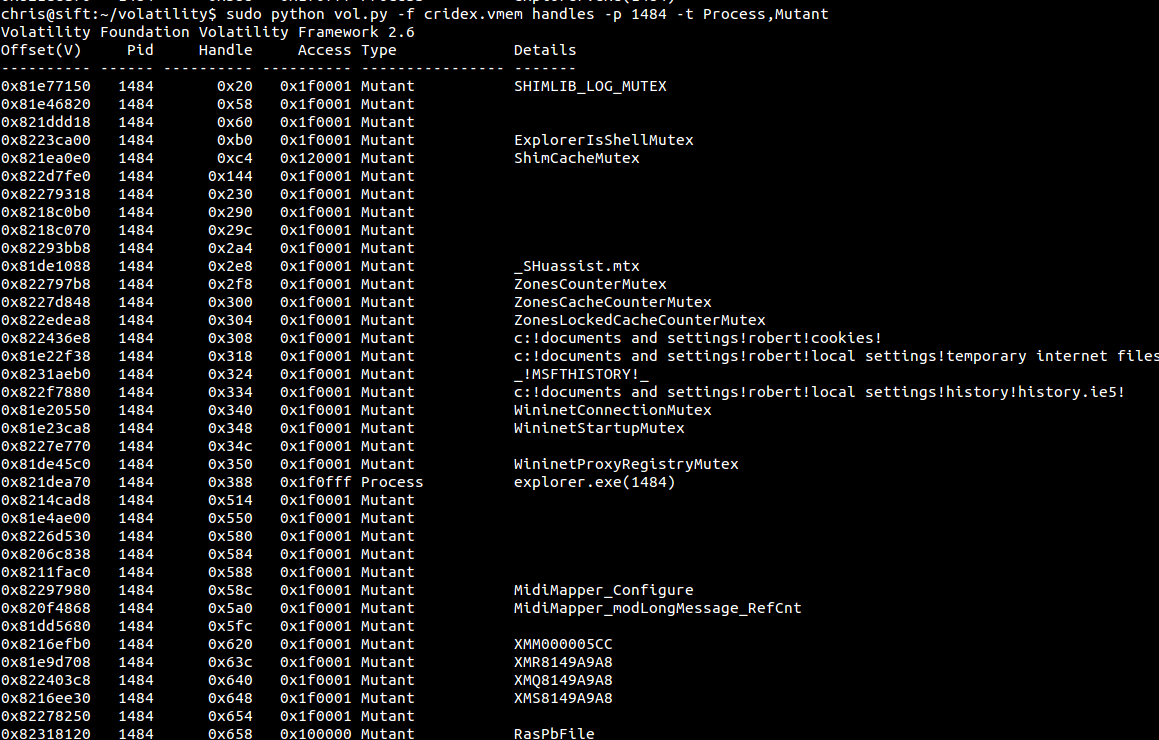 chris@sift:~/volatility$ sudo python vol.py -f cridex.vmem handles -p 1484 -t Process,Mutant
Volatility Foundation Volatility Framework 2.6
Offset(V) Pid Handle Access Type Details
---------- ------ ---------- ---------- ---------------- -------
0x81e77150 1484 0x20 0x1f0001 Mutant SHIMLIB_LOG_MUTEX
0x81e46820 1484 0x58 0x1f0001 Mutant
0x821ddd18 1484 0x60 0x1f0001 Mutant
0x8223ca00 1484 0xb0 0x1f0001 Mutant ExplorerIsShellMutex
0x821ea0e0 1484 0xc4 0x120001 Mutant ShimCacheMutex
0x822d7fe0 1484 0x144 0x1f0001 Mutant
0x82279318 1484 0x230 0x1f0001 Mutant
0x8218c0b0 1484 0x290 0x1f0001 Mutant
0x8218c070 1484 0x29c 0x1f0001 Mutant
0x82293bb8 1484 0x2a4 0x1f0001 Mutant
0x81de1088 1484 0x2e8 0x1f0001 Mutant _SHuassist.mtx
0x822797b8 1484 0x2f8 0x1f0001 Mutant ZonesCounterMutex
0x8227d848 1484 0x300 0x1f0001 Mutant ZonesCacheCounterMutex
0x822edea8 1484 0x304 0x1f0001 Mutant ZonesLockedCacheCounterMutex
0x822436e8 1484 0x308 0x1f0001 Mutant c:!documents and settings!robert!cookies!
0x81e22f38 1484 0x318 0x1f0001 Mutant c:!documents and settings!robert!local settings!temporary internet files
0x8231aeb0 1484 0x324 0x1f0001 Mutant _!MSFTHISTORY!_
0x822f7880 1484 0x334 0x1f0001 Mutant c:!documents and settings!robert!local settings!history!history.ie5!
0x81e20550 1484 0x340 0x1f0001 Mutant WininetConnectionMutex
0x81e23ca8 1484 0x348 0x1f0001 Mutant WininetStartupMutex
0x8227e770 1484 0x34c 0x1f0001 Mutant
0x81de45c0 1484 0x350 0x1f0001 Mutant WininetProxyRegistryMutex
0x821dea70 1484 0x388 0x1f0fff Process explorer.exe(1484)
0x8214cad8 1484 0x514 0x1f0001 Mutant
0x81e4ae00 1484 0x550 0x1f0001 Mutant
0x8226d530 1484 0x580 0x1f0001 Mutant
0x8206c838 1484 0x584 0x1f0001 Mutant
0x8211fac0 1484 0x588 0x1f0001 Mutant
0x82297980 1484 0x58c 0x1f0001 Mutant MidiMapper_Configure
0x820f4868 1484 0x5a0 0x1f0001 Mutant MidiMapper_modLongMessage_RefCnt
0x81dd5680 1484 0x5fc 0x1f0001 Mutant
0x8216efb0 1484 0x620 0x1f0001 Mutant XMM000005CC
0x81e9d708 1484 0x63c 0x1f0001 Mutant XMR8149A9A8
0x822403c8 1484 0x640 0x1f0001 Mutant XMQ8149A9A8
0x8216ee30 1484 0x648 0x1f0001 Mutant XMS8149A9A8
0x82278250 1484 0x654 0x1f0001 Mutant
0x82318120 1484 0x658 0x100000 Mutant RasPbFile